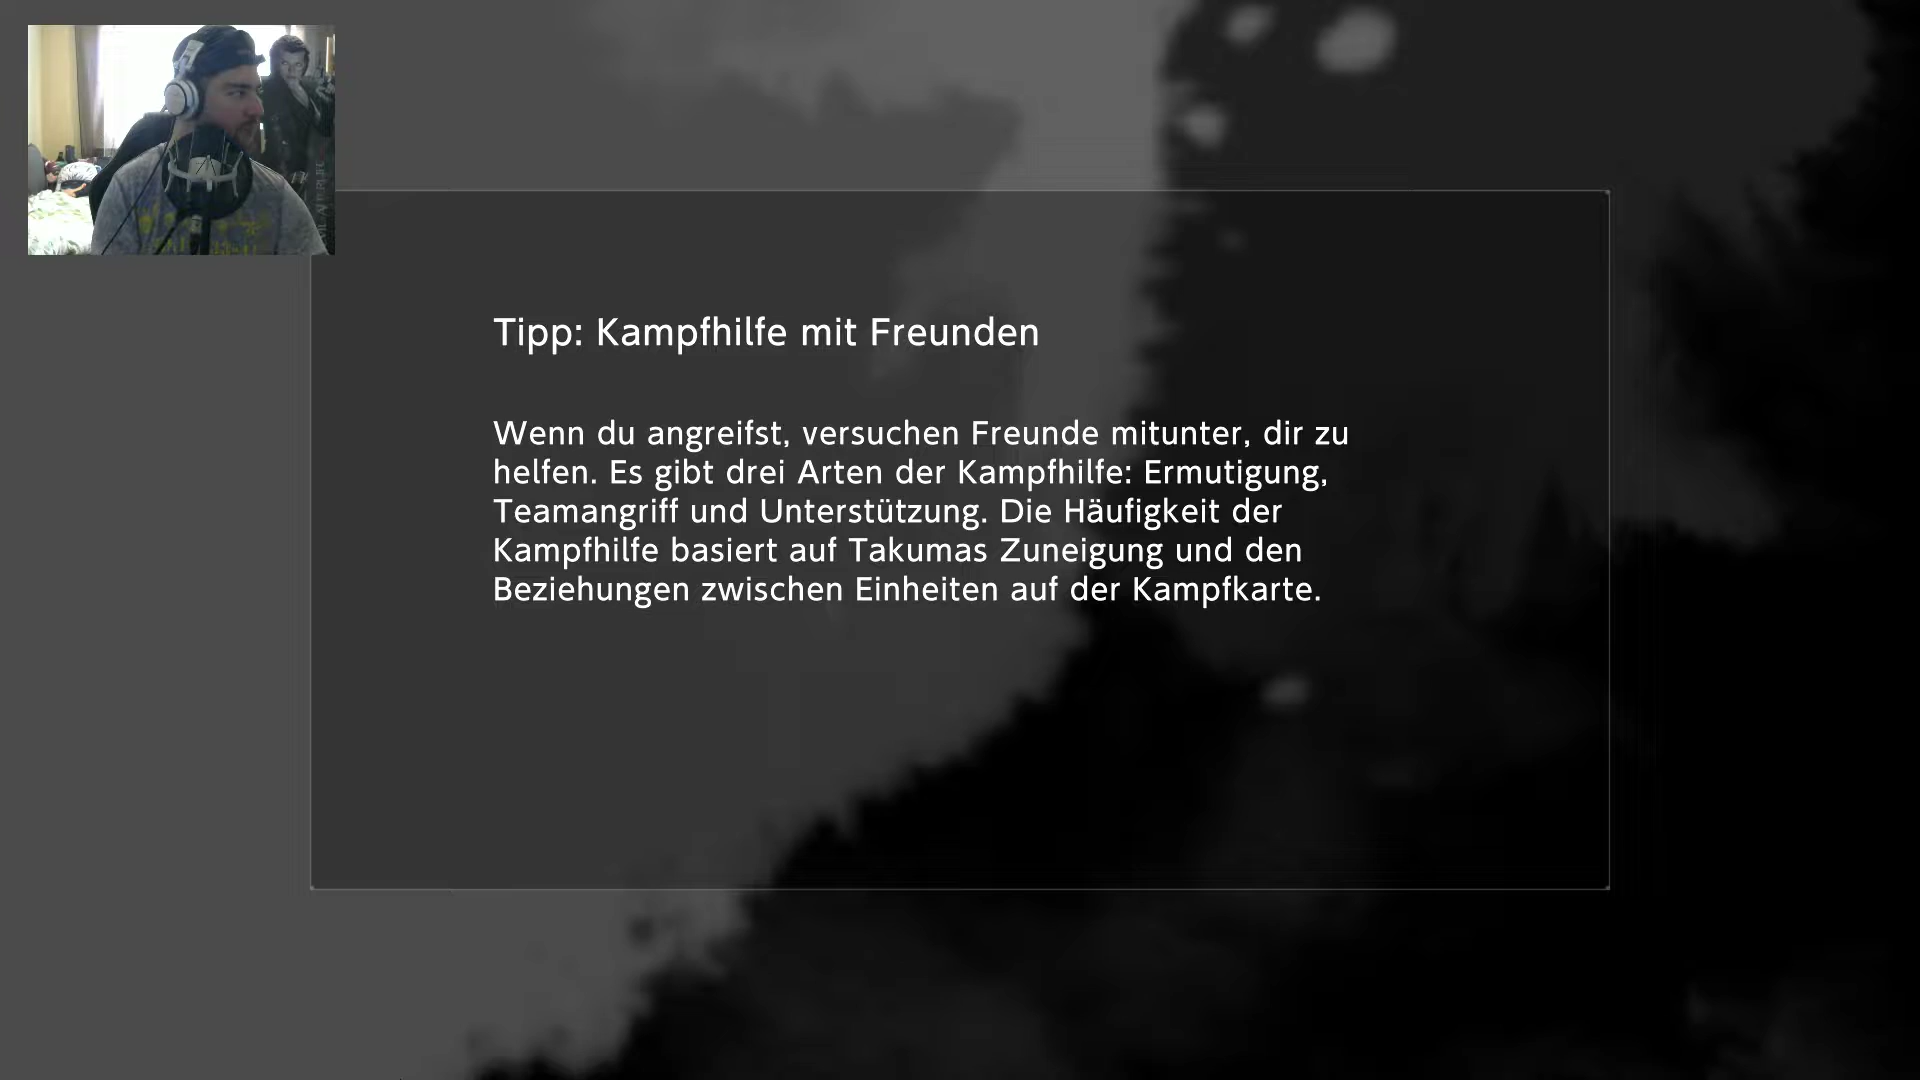 Tipp: Kampfhilfe mit Freunden
Wenn du angreifst, versuchen Freunde mitunter, dir zu
helfen. Es gibt drei Arten der Kampfhilfe: Ermutigung,
Teamangriff und Unterstützung. Die Häufigkeit der
Kampfhilfe basiert auf Takumas Zuneigung und den
Beziehungen zwischen Einheiten auf der Kampfkarte.